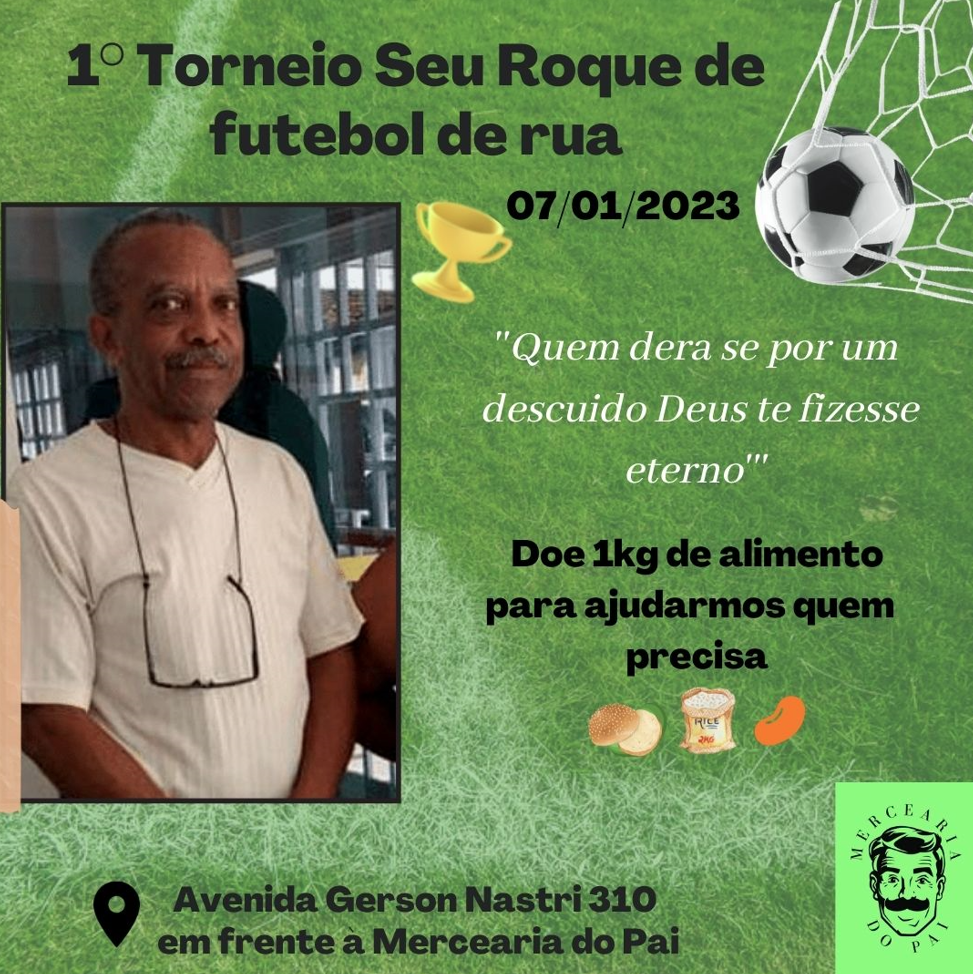 1° Torneio Seu Roque de
futebol de rua
07/01/2023
"Quem dera se por um
descuido Deus te fizesse
eterno'"
Doe 1kg de alimento
para ajudarmos quem
precisa
RICE
2KG
MERCEARIA
DO PAI
Avenida Gerson Nastri 310
em frente à Mercearia do Pai